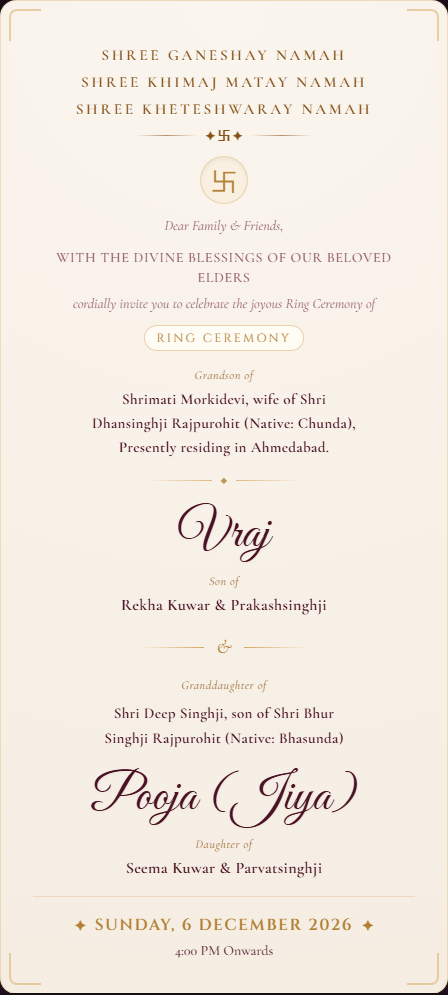 SHREE GANESHAY NAMAH
SHREE KHIMAJ MATAY NAMAH
SHREE KHETESHWARAY NAMAH
✦卐✦
卐
Dear Family & Friends,
WITH THE DIVINE BLESSINGS OF OUR BELOVED
ELDERS
cordially invite you to celebrate the joyous Ring Ceremony of
RING CEREMONY
Grandson of
Shrimati Morkidevi, wife of Shri
Dhansinghji Rajpurohit (Native: Chunda),
Presently residing in Ahmedabad.
Vraj
Son of
Rekha Kuwar & Prakashsinghji
&
Granddaughter of
Shri Deep Singhji, son of Shri Bhur
Singhji Rajpurohit (Native: Bhasunda)
Pooja (Jiya)
Daughter of
Seema Kuwar & Parvatsinghji
✦ SUNDAY, 6 DECEMBER 2026 ✦
4:00 PM Onwards